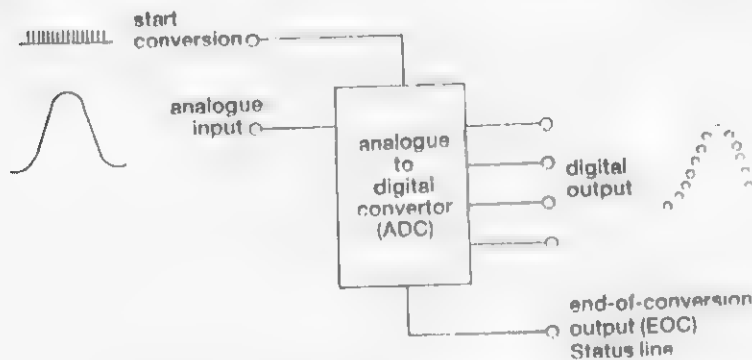 start
conversion
analogue
input
analogue
to
digital
convertor
(ADC)
digital
output
end-of-conversion
output (EOC)
Status line